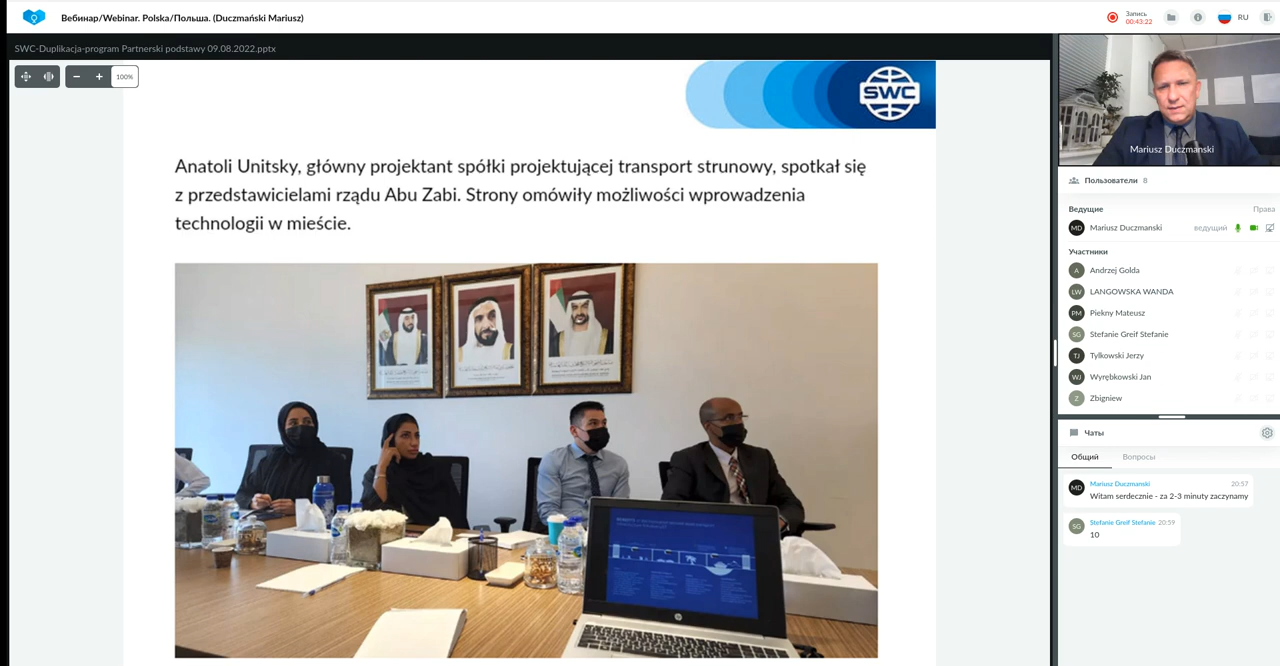 Вебинар/Webinar. Polska/Польша. (Duczmański Mariusz)
Запись
00:43:22
RU
SWC-Duplikacja-program Partnerski podstawy 09.08.2022.pptx
100%
SWC
Anatoli Unitsky, główny projektant spółki projektującej transport strunowy, spotkał się
z przedstawicielami rządu Abu Zabi. Strony omówiły możliwości wprowadzenia
technologii w mieście.
hp
Mariusz Duczmanski
Пользователи 8
Ведущие Права
MD Mariusz Duczmanski ведущий
Участники
A Andrzej Golda
LW LANGOWSKA WANDA
PM Piekny Mateusz
SG Stefanie Greif Stefanie
TJ Tylkowski Jerzy
WJ Wyrębkowski Jan
Z Zbigniew
Чаты
Общий Вопросы
MD Mariusz Duczmanski 20:57
Witam serdecznie - za 2-3 minuty zaczynamy
SG Stefanie Greif Stefanie 20:59
10